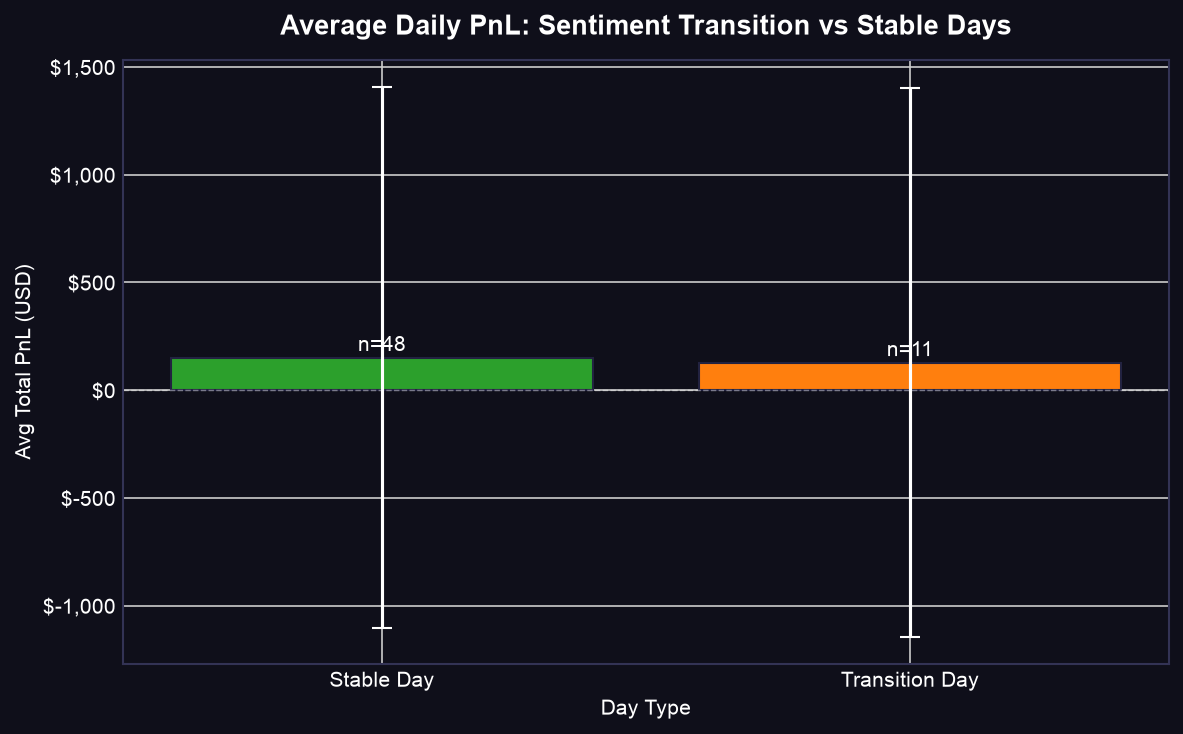 Average Daily PnL: Sentiment Transition vs Stable Days
Avg Total PnL (USD)
$1,500
$1,000
$500
$0
$-500
$-1,000
n=48
n=11
Stable Day
Transition Day
Day Type